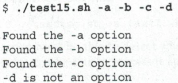 $ ./test15.sh -a -b -c -d
Found the -a option
Found the -b option
Found the -c option
-d is not an option